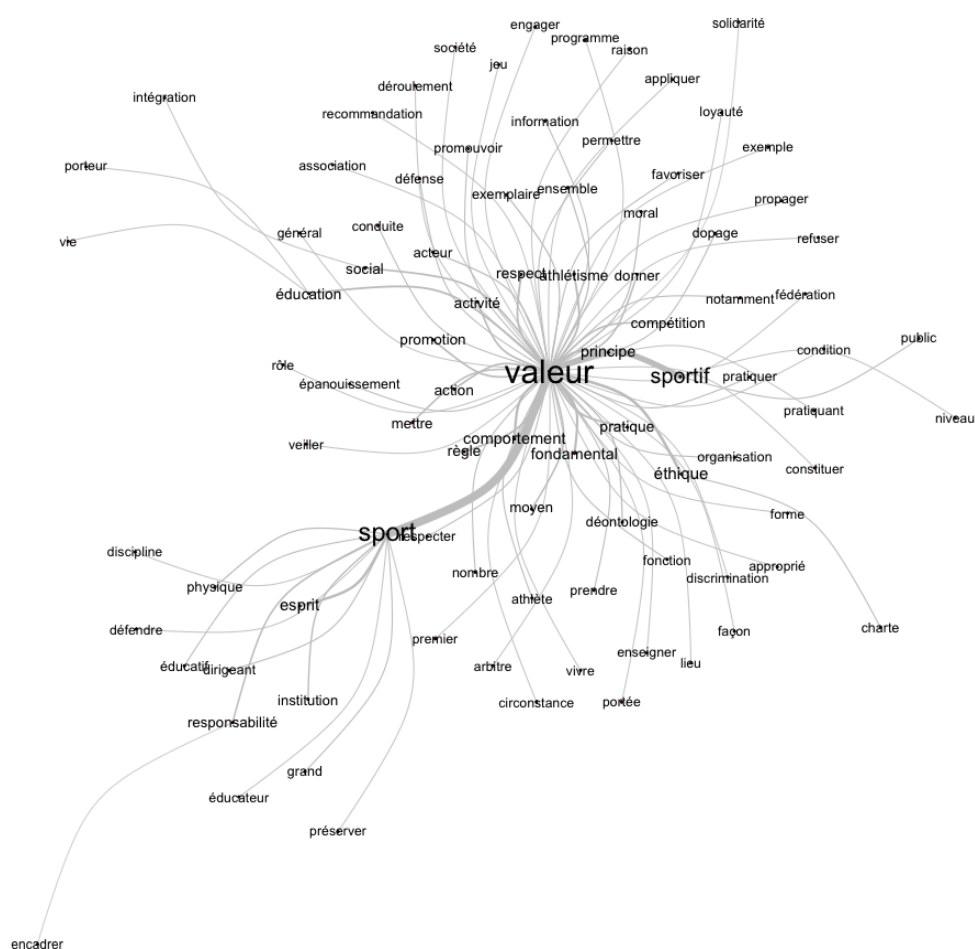 solidarité
engager
programme
société
raison
jeu
appliquer
déroulement
intégration
recommandation
loyauté
information
permettre
promouvoir
exemple
porteur
association
favoriser
défense
ensemble
exemplaire
propager
moral
conduite
général
dopage
refuser
vie
acteur
social
respect
athlétisme
donner
éducation
fédération
notamment
activité
compétition
public
promotion
principe
condition
rôle
valeur
sportif
pratiquer
épanouissement
action
pratiquant
niveau
mettre
pratique
comportement
veiller
règle
fondamental
organisation
constituer
éthique
moyen
forme
déontologie
sport
respecter
discipline
fonction
approprié
nombre
discrimination
physique
prendre
athlète
esprit
charte
défendre
façon
premier
enseigner
lieu
éducatif
dirigeant
arbitre
vivre
institution
circonstance
portée
responsabilité
grand
éducateur
préserver
encadrer